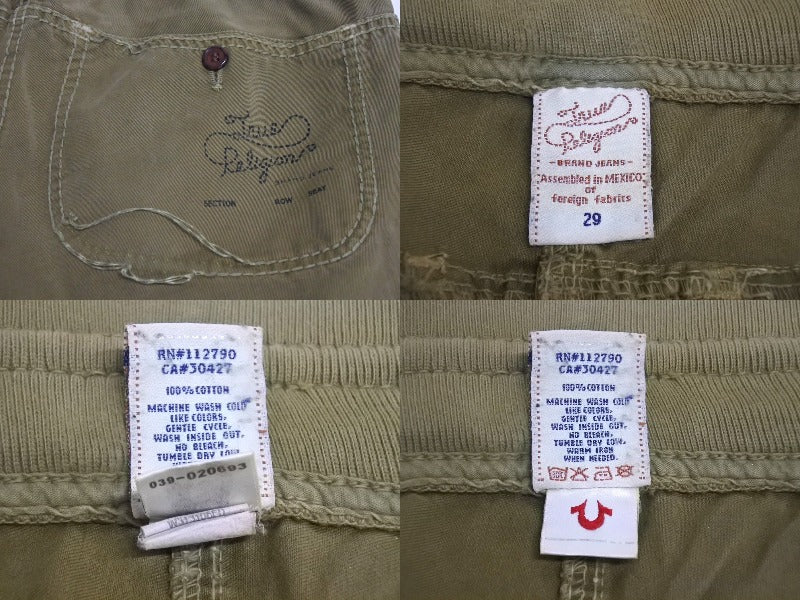 True
Religion
BRAND JEANS
SECTION ROW SEAT
True
Religion
-BRAND JEANS-
Assembled in MEXICO
of
foreign fabrics
29
RN#112790
CA#30427
100% COTTON
MACHINE WASH COLD
LIKE COLORS,
GENTLE CYCLE,
WASH INSIDE OUT,
NO BLEACH,
TUMBLE DRY LOW,
039-020693
RN#112790
CA#30427
100% COTTON
MACHINE WASH COLD
LIKE COLORS,
GENTLE CYCLE,
WASH INSIDE OUT,
NO BLEACH,
TUMBLE DRY LOW,
WARM IRON
WHEN NEEDED.